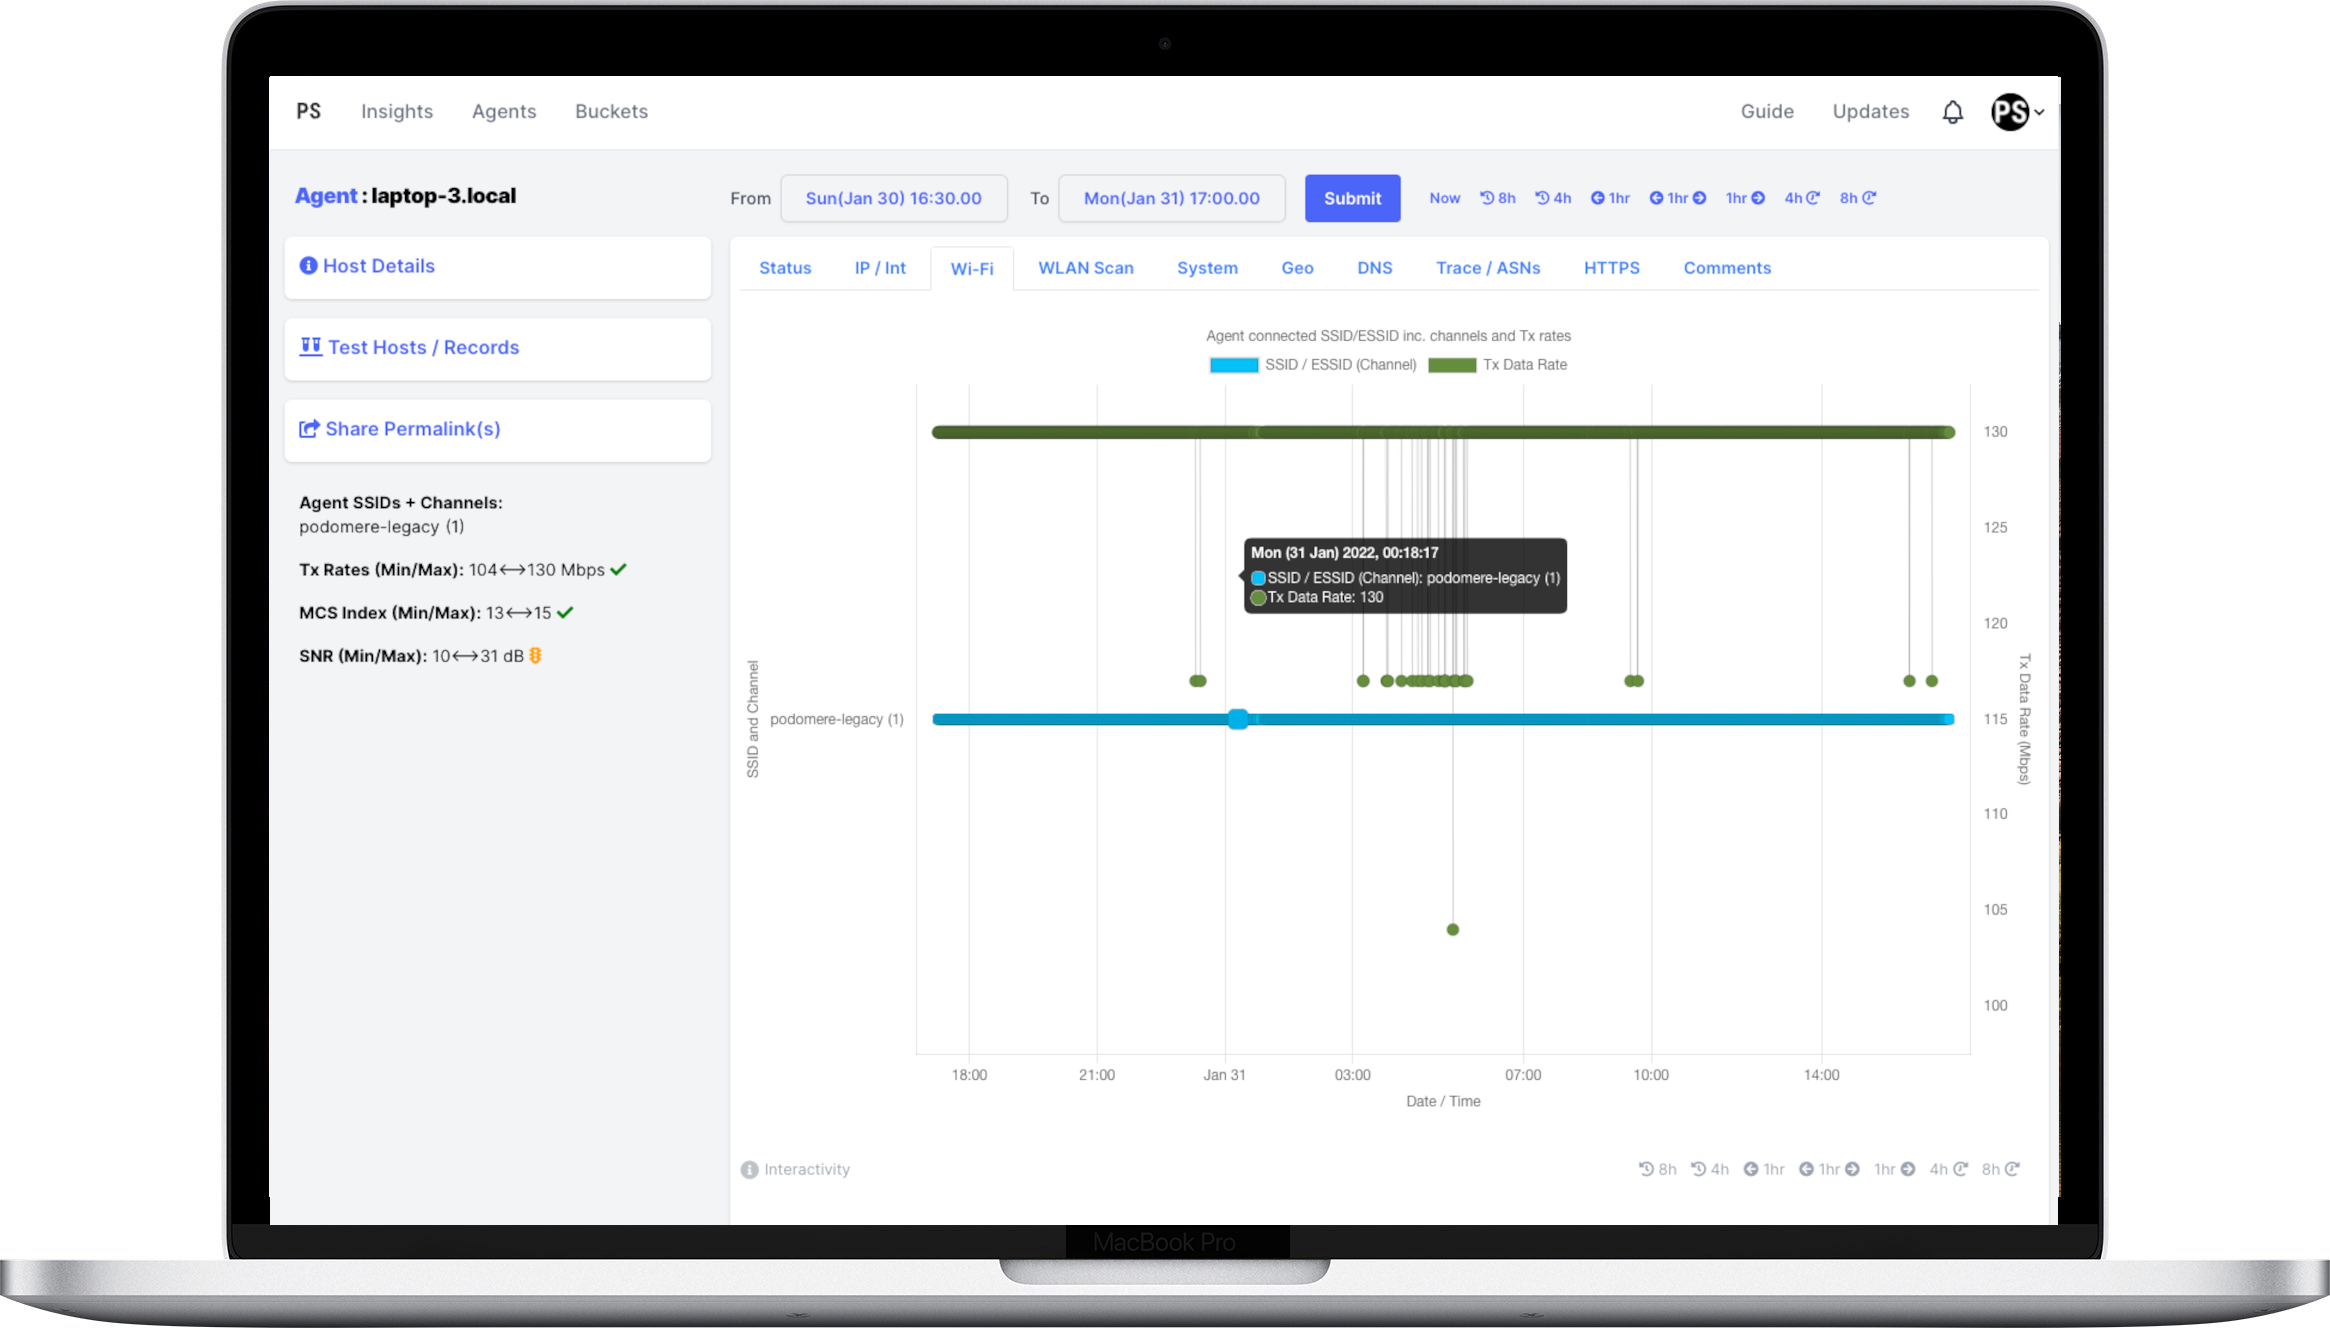 PS Insights Agents Buckets Guide Updates PS
Agent : laptop-3.local
From Sun(Jan 30) 16:30.00 To Mon(Jan 31) 17:00.00 Submit Now 8h 4h 1hr 1hr 1hr 4h 8h
Host Details
Test Hosts / Records
Share Permalink(s)
Agent SSIDs + Channels:
podomere-legacy (1)
Tx Rates (Min/Max): 104<->130 Mbps
MCS Index (Min/Max): 13<->15
SNR (Min/Max): 10<->31 dB
Status IP / Int Wi-Fi WLAN Scan System Geo DNS Trace / ASNs HTTPS Comments
Agent connected SSID/ESSID inc. channels and Tx rates
SSID / ESSID (Channel) Tx Data Rate
SSID and Channel
podomere-legacy (1)
Mon (31 Jan) 2022, 00:18:17
SSID / ESSID (Channel): podomere-legacy (1)
Tx Data Rate: 130
130
125
120
115
110
105
100
Tx Data Rate (Mbps)
18:00 21:00 Jan 31 03:00 07:00 10:00 14:00
Date / Time
Interactivity 8h 4h 1hr 1hr 1hr 4h 8h
MacBook Pro